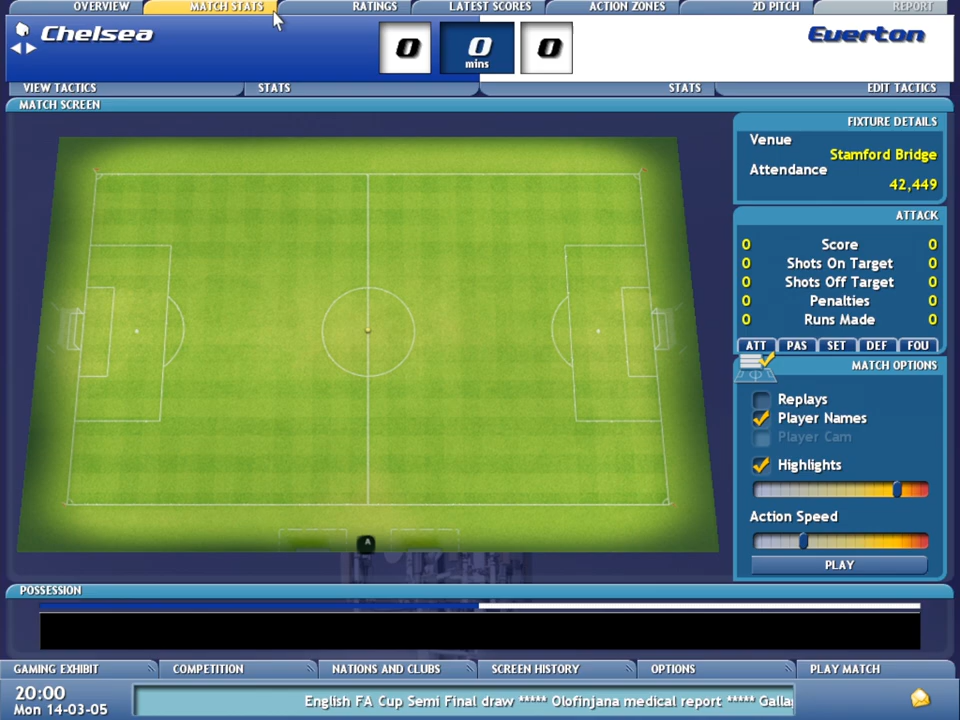 OVERVIEW
MATCH STATS
RATINGS
LATEST SCORES
ACTION ZONES
2D PITCH
REPORT
Chelsea
0
0
mins
0
Everton
VIEW TACTICS
STATS
STATS
EDIT TACTICS
MATCH SCREEN
FIXTURE DETAILS
Venue
Stamford Bridge
Attendance
42,449
ATTACK
0 Score 0
0 Shots On Target 0
0 Shots Off Target 0
0 Penalties 0
0 Runs Made 0
ATT PAS SET DEF FOU
MATCH OPTIONS
Replays
Player Names
Player Cam
Highlights
Action Speed
PLAY
A
POSSESSION
GAMING EXHIBIT
COMPETITION
NATIONS AND CLUBS
SCREEN HISTORY
OPTIONS
PLAY MATCH
20:00
Mon 14-03-05
English FA Cup Semi Final draw ***** Olofinjana medical report ***** Galla